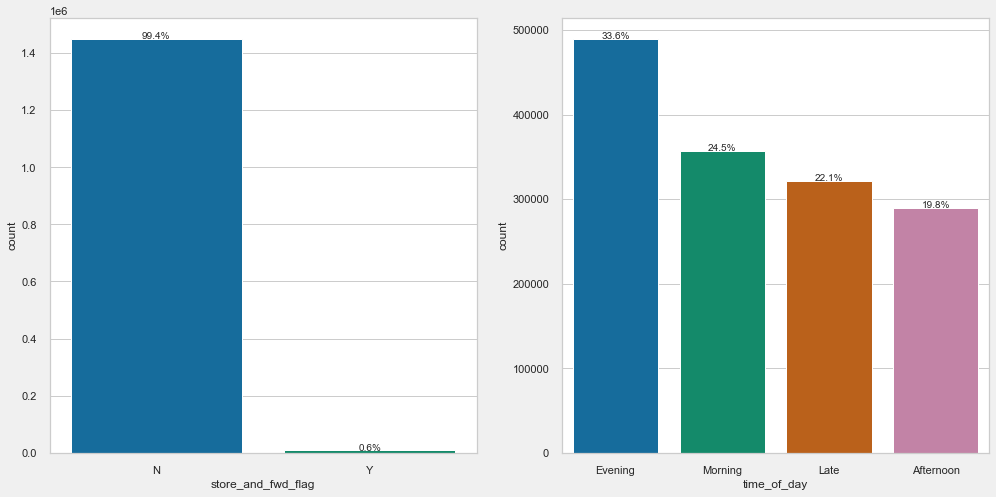 1e6
99.4%
1.4
1.2
1.0
0.8
0.6
0.4
0.2
0.0
count
0.6%
N
Y
store_and_fwd_flag
500000
400000
300000
200000
100000
0
count
33.6%
24.5%
22.1%
19.8%
Evening
Morning
Late
Afternoon
time_of_day